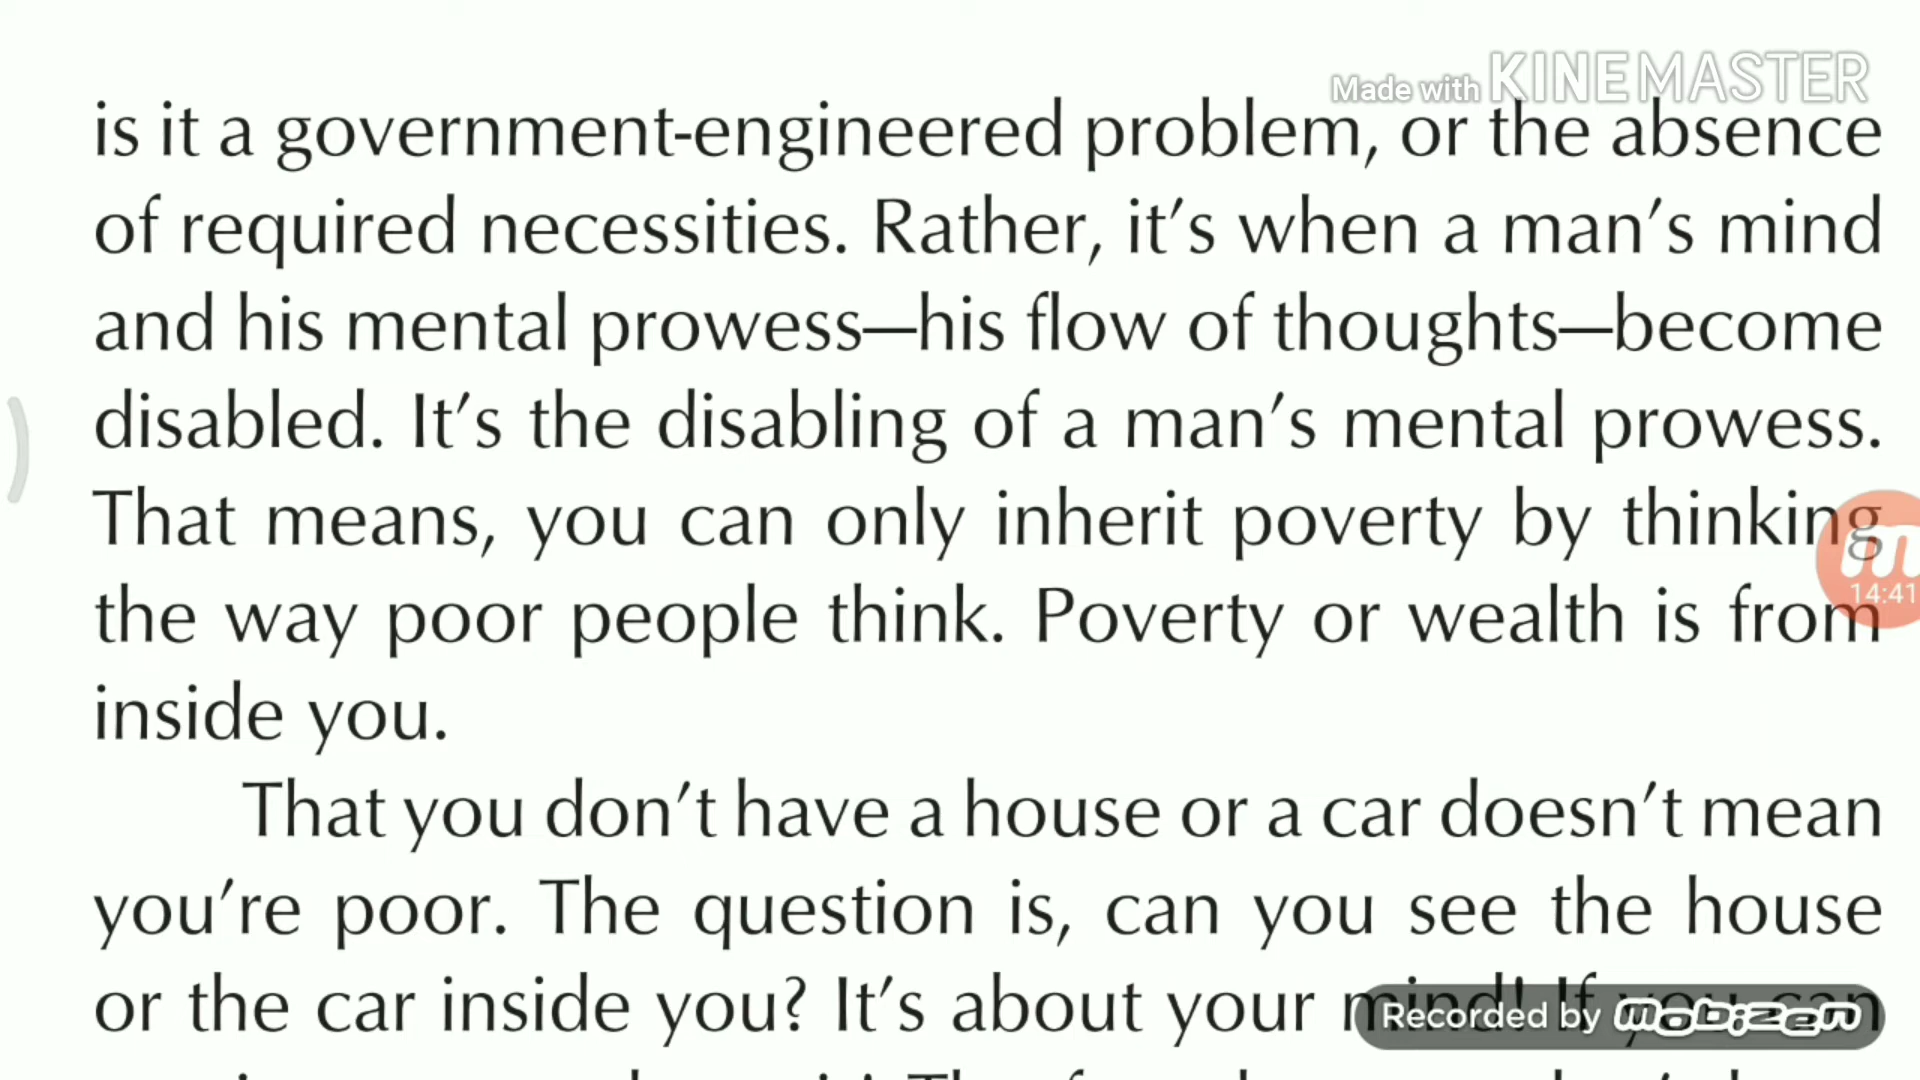 Made with KINEMASTER
is it a government-engineered problem, or the absence
of required necessities. Rather, it’s when a man’s mind
and his mental prowess—his flow of thoughts—become
disabled. It’s the disabling of a man’s mental prowess.
That means, you can only inherit poverty by thinking
14:41
the way poor people think. Poverty or wealth is from
inside you.
That you don’t have a house or a car doesn’t mean
you’re poor. The question is, can you see the house
or the car inside you? It’s about your mind! If you can
Recorded by mobizen